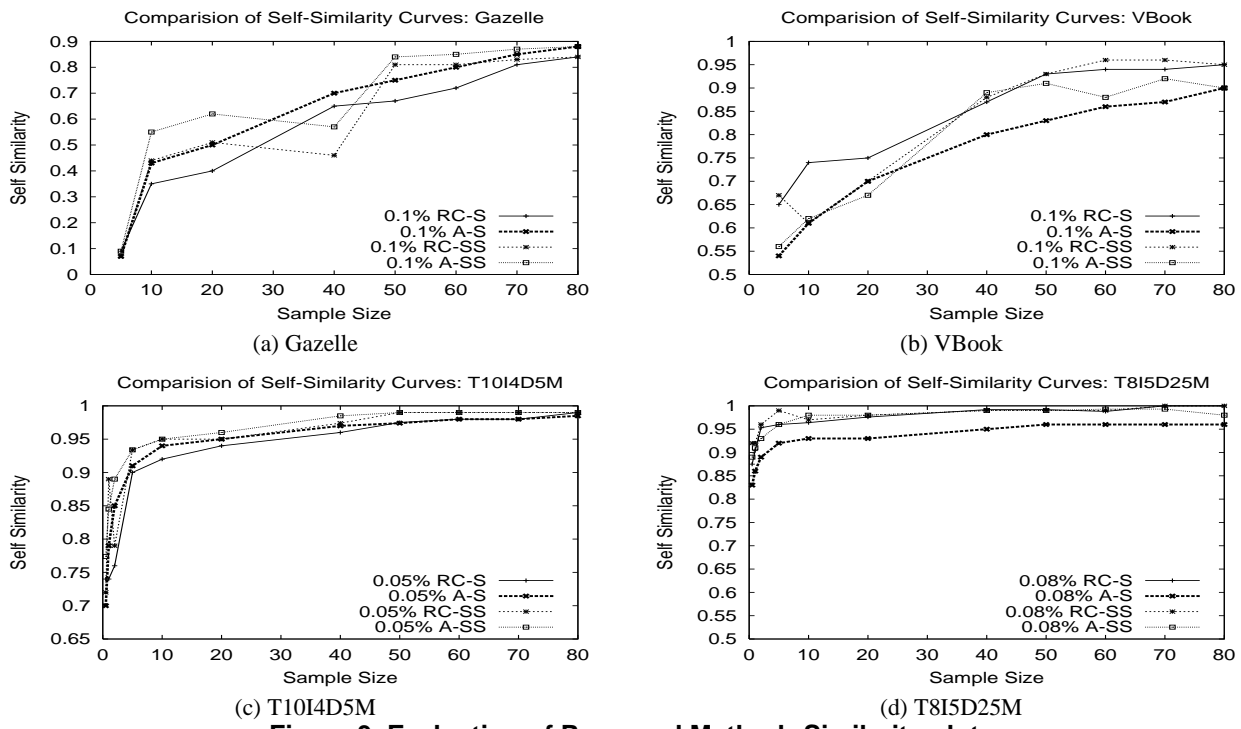 Comparision of Self-Similarity Curves: Gazelle
0.9
0.8
0.7
0.6
0.5
0.4
0.3
0.2
0.1
0
Self Similarity
0.1% RC-S
0.1% A-S
0.1% RC-SS
0.1% A-SS
0 10 20 30 40 50 60 70 80
Sample Size
(a) Gazelle
Comparision of Self-Similarity Curves: VBook
1
0.95
0.9
0.85
0.8
0.75
0.7
0.65
0.6
0.55
0.5
Self Similarity
0.1% RC-S
0.1% A-S
0.1% RC-SS
0.1% A-SS
0 10 20 30 40 50 60 70 80
Sample Size
(b) VBook
Comparision of Self-Similarity Curves: T10I4D5M
1
0.95
0.9
0.85
0.8
0.75
0.7
0.65
Self Similarity
0.05% RC-S
0.05% A-S
0.05% RC-SS
0.05% A-SS
0 10 20 30 40 50 60 70 80
Sample Size
(c) T10I4D5M
Comparision of Self-Similarity Curves: T8I5D25M
1
0.95
0.9
0.85
0.8
0.75
0.7
0.65
0.6
0.55
0.5
Self Similarity
0.08% RC-S
0.08% A-S
0.08% RC-SS
0.08% A-SS
0 10 20 30 40 50 60 70 80
Sample Size
(d) T8I5D25M